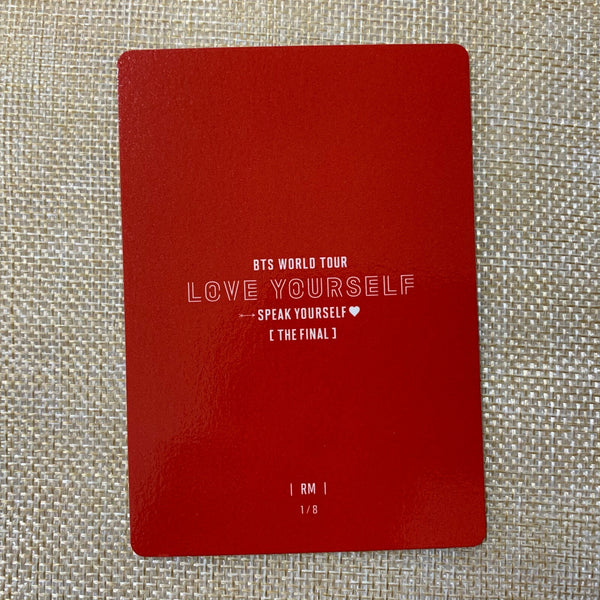 BTS WORLD TOUR
LOVE YOURSELF
SPEAK YOURSELF
[THE FINAL]
| RM |
1/8